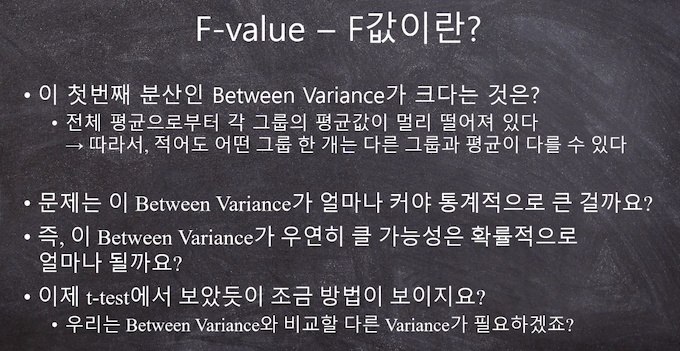 F-value – F값이란?
• 이 첫번째 분산인 Between Variance가 크다는 것은?
• 전체 평균으로부터 각 그룹의 평균값이 멀리 떨어져 있다
→ 따라서, 적어도 어떤 그룹 한 개는 다른 그룹과 평균이 다를 수 있다
• 문제는 이 Between Variance가 얼마나 커야 통계적으로 큰 걸까요?
• 즉, 이 Between Variance가 우연히 클 가능성은 확률적으로
얼마나 될까요?
• 이제 t-test에서 보았듯이 조금 방법이 보이지요?
• 우리는 Between Variance와 비교할 다른 Variance가 필요하겠죠?